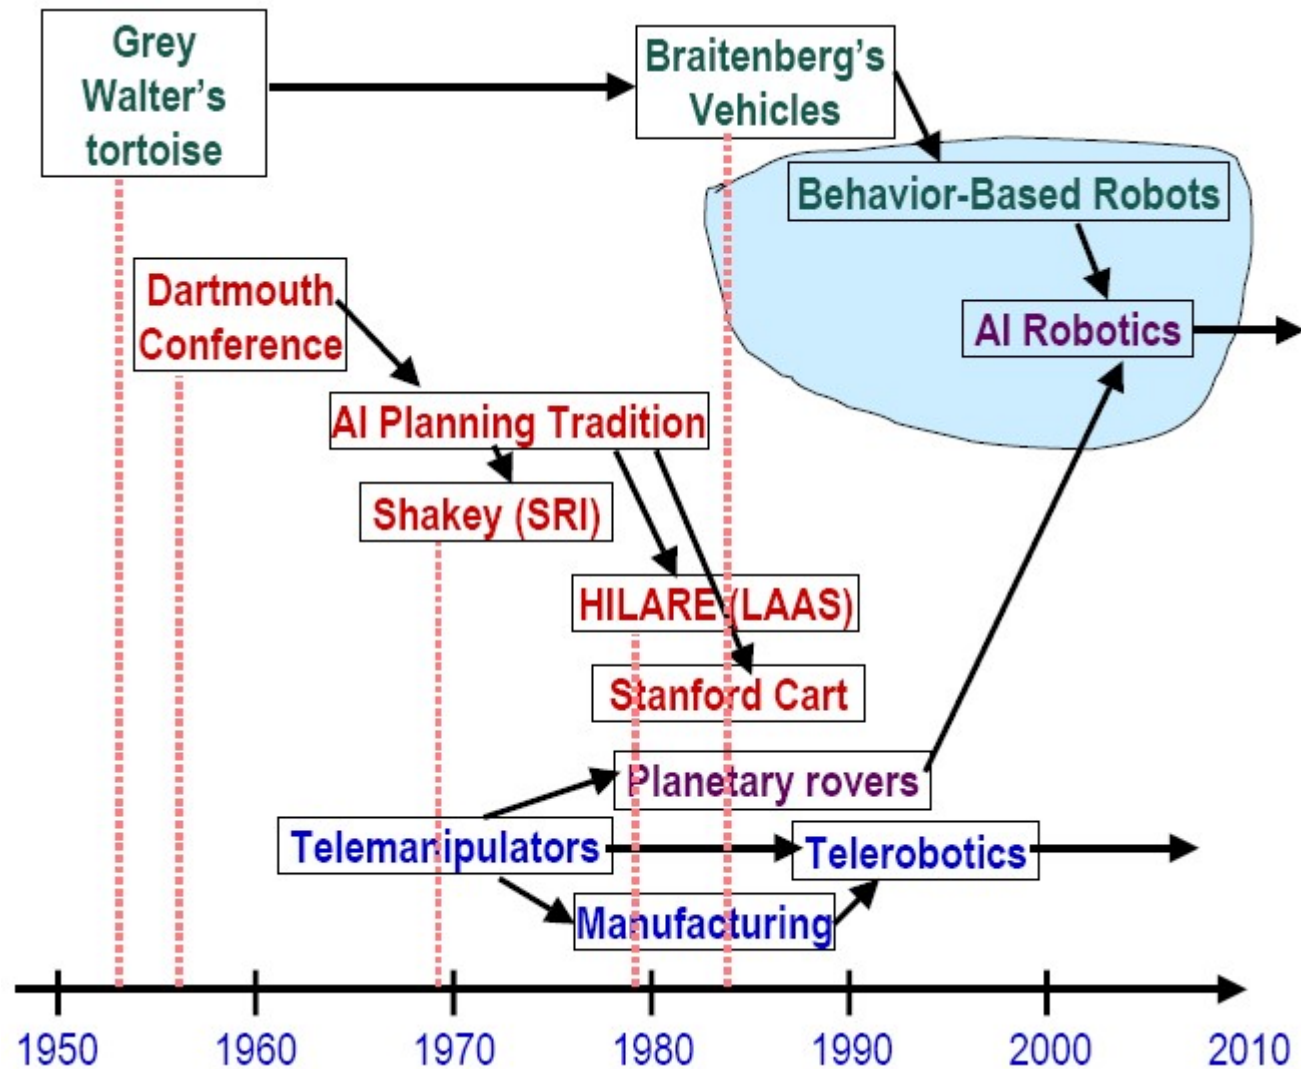 Grey
Walter's
tortoise
Braitenberg's
Vehicles
Behavior-Based Robots
Dartmouth
Conference
AI Robotics
AI Planning Tradition
Shakey (SRI)
HILARE (LAAS)
Stanford Cart
Planetary rovers
Telemanipulators
Telerobotics
Manufacturing
1950 1960 1970 1980 1990 2000 2010